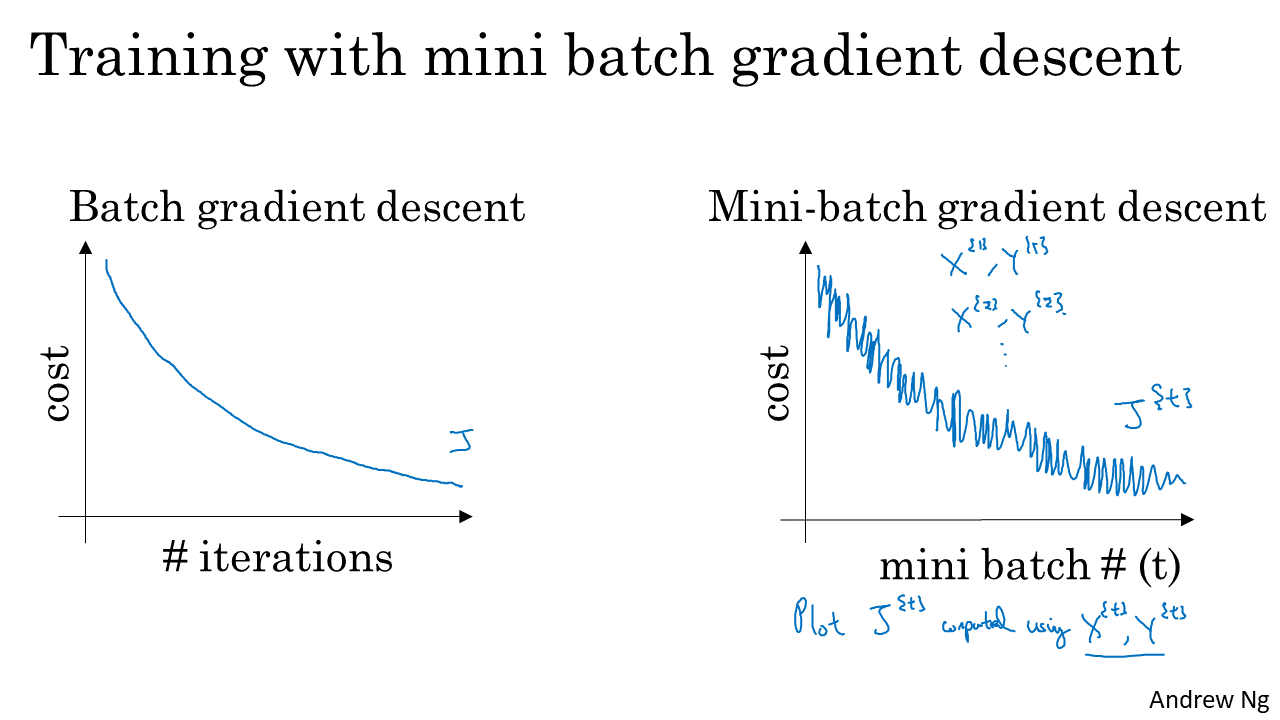 Training with mini batch gradient descent
Batch gradient descent
cost
J
# iterations
Mini-batch gradient descent
X^{1}, Y^{1}
X^{2}, Y^{2}
⋮
cost
J^{t}
mini batch # (t)
Plot J^{t} computed using X^{t}, Y^{t}
Andrew Ng